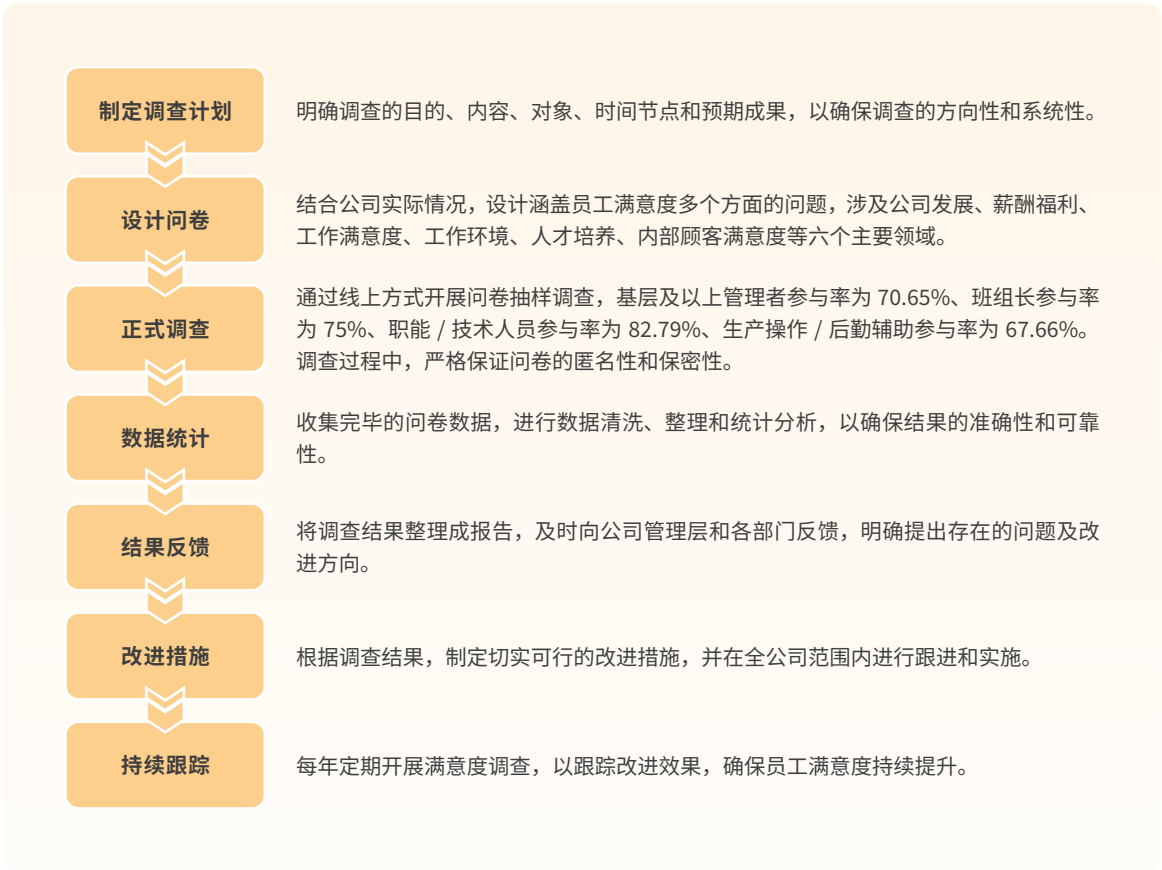 制定调查计划
明确调查的目的、内容、对象、时间节点和预期成果，以确保调查的方向性和系统性。
设计问卷
结合公司实际情况，设计涵盖员工满意度多个方面的问题，涉及公司发展、薪酬福利、
工作满意度、工作环境、人才培养、内部顾客满意度等六个主要领域。
正式调查
通过线上方式开展问卷抽样调查，基层及以上管理者参与率为 70.65%、班组长参与率
为 75%、职能 / 技术人员参与率为 82.79%、生产操作 / 后勤辅助参与率为 67.66%。
调查过程中，严格保证问卷的匿名性和保密性。
数据统计
收集完毕的问卷数据，进行数据清洗、整理和统计分析，以确保结果的准确性和可靠
性。
结果反馈
将调查结果整理成报告，及时向公司管理层和各部门反馈，明确提出存在的问题及改
进方向。
改进措施
根据调查结果，制定切实可行的改进措施，并在全公司范围内进行跟进和实施。
持续跟踪
每年定期开展满意度调查，以跟踪改进效果，确保员工满意度持续提升。